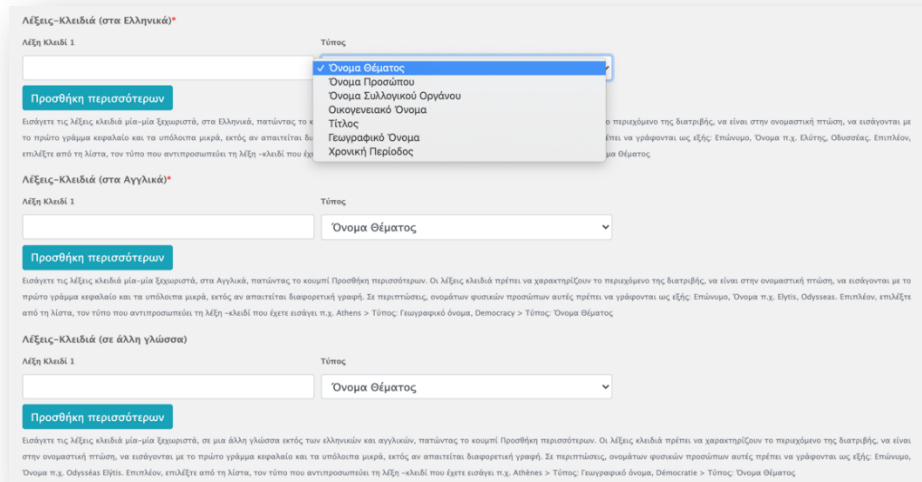 Λέξεις-Κλειδιά (στα Ελληνικά)*
Λέξη Κλειδί 1 Τύπος
✓ Όνομα Θέματος
Όνομα Προσώπου
Όνομα Συλλογικού Οργάνου
Οικογενειακό Όνομα
Τίτλος
Γεωγραφικό Όνομα
Χρονική Περίοδος
Προσθήκη περισσότερων
Εισάγετε τις λέξεις κλειδιά μία-μία ξεχωριστά, στα Ελληνικά, πατώντας το περιεχόμενο της διατριβής, να είναι στην ονομαστική πτώση, να εισάγονται με
το πρώτο γράμμα κεφαλαίο και τα υπόλοιπα μικρά, εκτός αν απαιτείται να γράφονται ως εξής: Επώνυμο, Όνομα π.χ. Ελύτης, Οδυσσέας. Επιπλέον,
επιλέξτε από τη λίστα, τον τύπο που αντιπροσωπεύει τη λέξη -κλειδί που Θέματος
Λέξεις-Κλειδιά (στα Αγγλικά)*
Λέξη Κλειδί 1 Τύπος
Όνομα Θέματος
Προσθήκη περισσότερων
Εισάγετε τις λέξεις κλειδιά μία-μία ξεχωριστά, στα Αγγλικά, πατώντας το κουμπί Προσθήκη περισσότερων. Οι λέξεις κλειδιά πρέπει να χαρακτηρίζουν το περιεχόμενο της διατριβής, να είναι στην ονομαστική πτώση, να εισάγονται με το
πρώτο γράμμα κεφαλαίο και τα υπόλοιπα μικρά, εκτός αν απαιτείται διαφορετική γραφή. Σε περιπτώσεις, ονομάτων φυσικών προσώπων αυτές πρέπει να γράφονται ως εξής: Επώνυμο, Όνομα π.χ. Elytis, Odysseas. Επιπλέον, επιλέξτε
από τη λίστα, τον τύπο που αντιπροσωπεύει τη λέξη -κλειδί που έχετε εισάγει π.χ. Athens > Τύπος: Γεωγραφικό όνομα, Democracy > Τύπος: Όνομα Θέματος
Λέξεις-Κλειδιά (σε άλλη γλώσσα)
Λέξη Κλειδί 1 Τύπος
Όνομα Θέματος
Προσθήκη περισσότερων
Εισάγετε τις λέξεις κλειδιά μία-μία ξεχωριστά, σε μια άλλη γλώσσα εκτός των ελληνικών και αγγλικών, πατώντας το κουμπί Προσθήκη περισσότερων. Οι λέξεις κλειδιά πρέπει να χαρακτηρίζουν το περιεχόμενο της διατριβής, να είναι
στην ονομαστική πτώση, να εισάγονται με το πρώτο γράμμα κεφαλαίο και τα υπόλοιπα μικρά, εκτός αν απαιτείται διαφορετική γραφή. Σε περιπτώσεις, ονομάτων φυσικών προσώπων αυτές πρέπει να γράφονται ως εξής: Επώνυμο,
Όνομα π.χ. Odysséas Elýtis. Επιπλέον, επιλέξτε από τη λίστα, τον τύπο που αντιπροσωπεύει τη λέξη -κλειδί που έχετε εισάγει π.χ. Athènes > Τύπος: Γεωγραφικό όνομα, Démocratie > Τύπος: Όνομα Θέματος